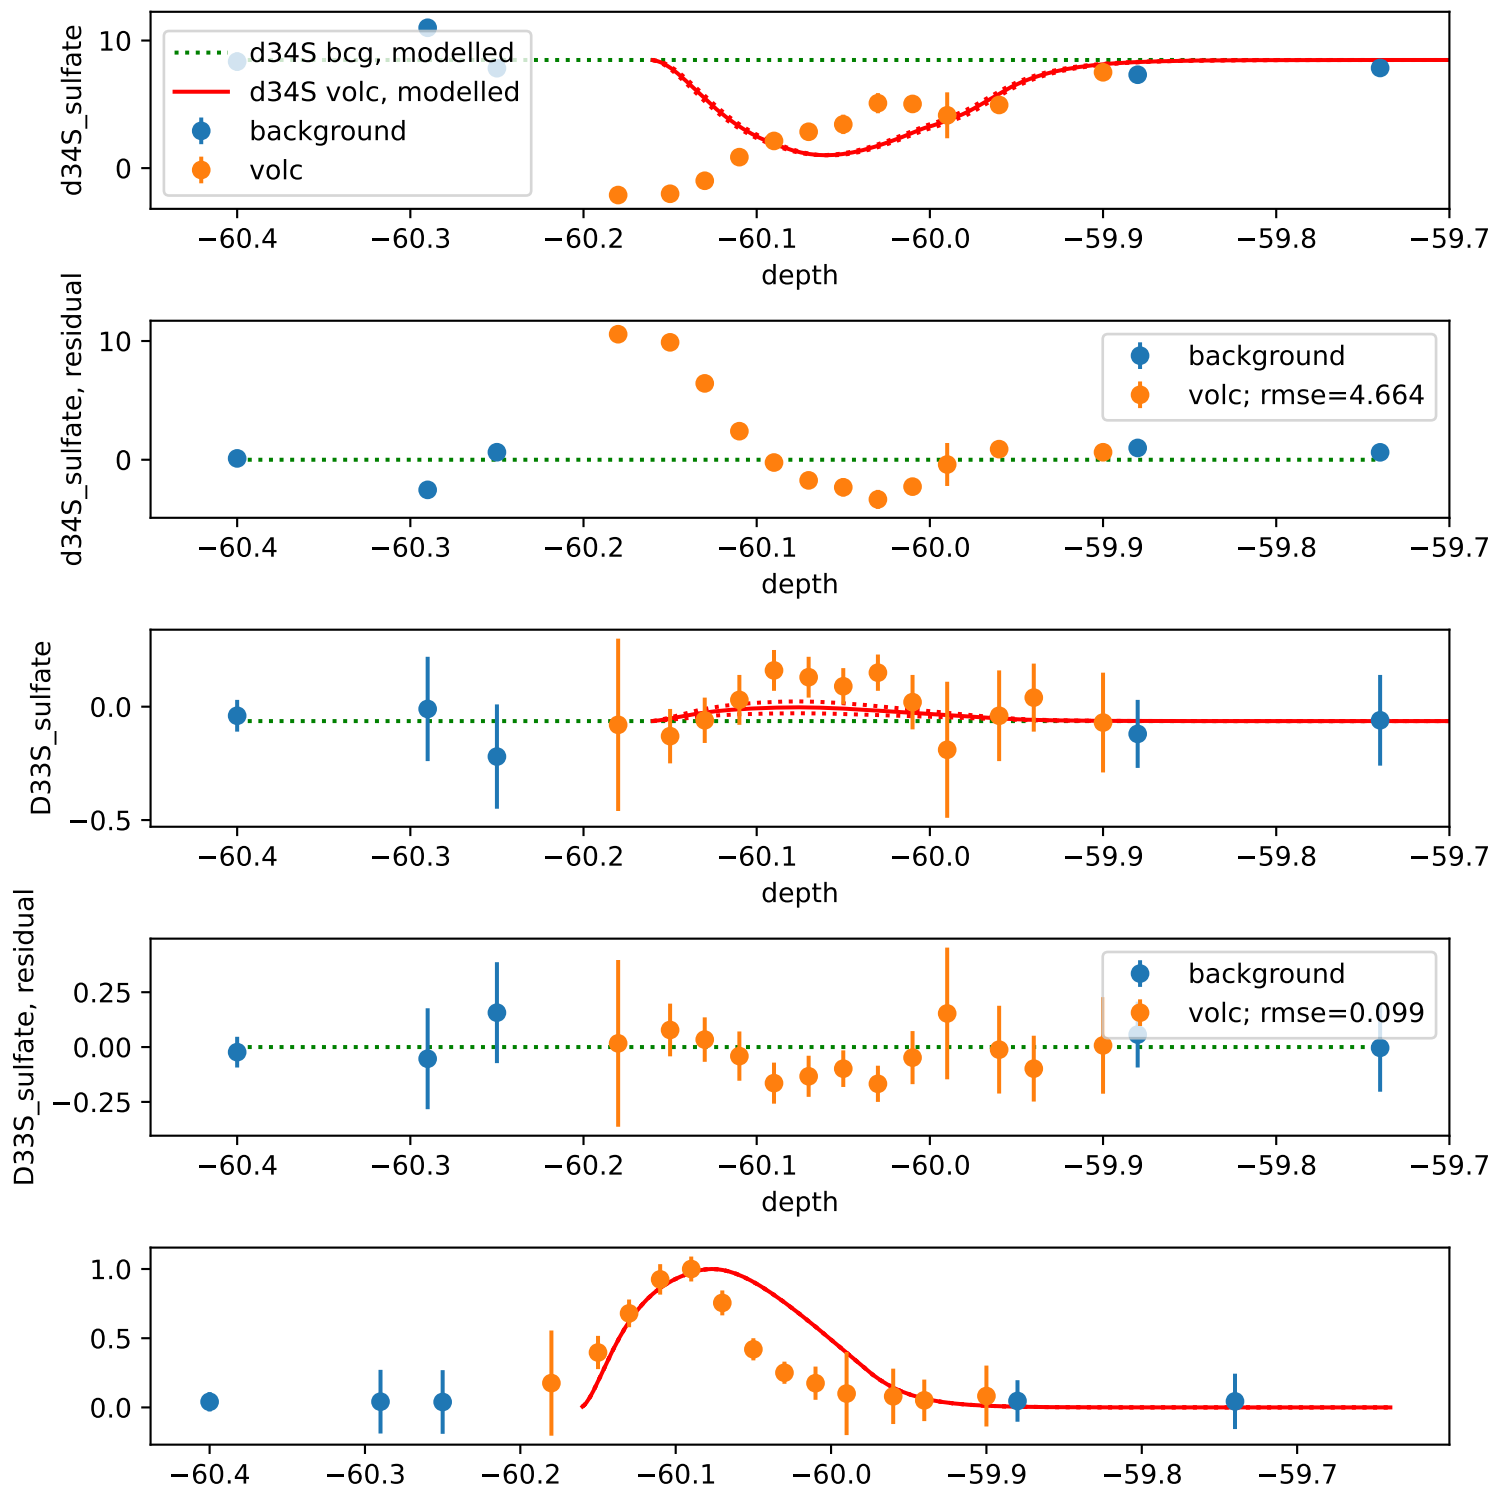 d34S_sulfate
10
0
d34S bcg, modelled
d34S volc, modelled
background
volc
−60.4 −60.3 −60.2 −60.1 −60.0 −59.9 −59.8 −59.7
depth
d34S_sulfate, residual
10
0
background
volc; rmse=4.664
−60.4 −60.3 −60.2 −60.1 −60.0 −59.9 −59.8 −59.7
depth
D33S_sulfate
0.0
−0.5
−60.4 −60.3 −60.2 −60.1 −60.0 −59.9 −59.8 −59.7
depth
D33S_sulfate, residual
0.25
0.00
−0.25
background
volc; rmse=0.099
−60.4 −60.3 −60.2 −60.1 −60.0 −59.9 −59.8 −59.7
depth
1.0
0.5
0.0
−60.4 −60.3 −60.2 −60.1 −60.0 −59.9 −59.8 −59.7